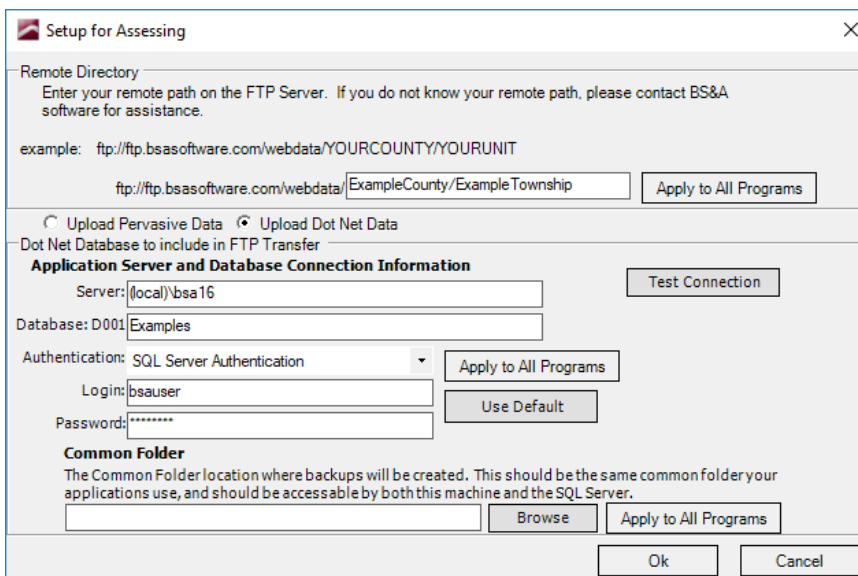 Setup for Assessing
Remote Directory
Enter your remote path on the FTP Server. If you do not know your remote path, please contact BS&A
software for assistance.
example: ftp://ftp.bsasoftware.com/webdata/YOURCOUNTY/YOURUNIT
ftp://ftp.bsasoftware.com/webdata/ ExampleCounty/ExampleTownship Apply to All Programs
Upload Pervasive Data Upload Dot Net Data
Dot Net Database to include in FTP Transfer
Application Server and Database Connection Information
Server: (local)\bsa16 Test Connection
Database: D001 Examples
Authentication: SQL Server Authentication Apply to All Programs
Login: bsauser Use Default
Password: ********
Common Folder
The Common Folder location where backups will be created. This should be the same common folder your
applications use, and should be accessable by both this machine and the SQL Server.
Browse Apply to All Programs
Ok Cancel